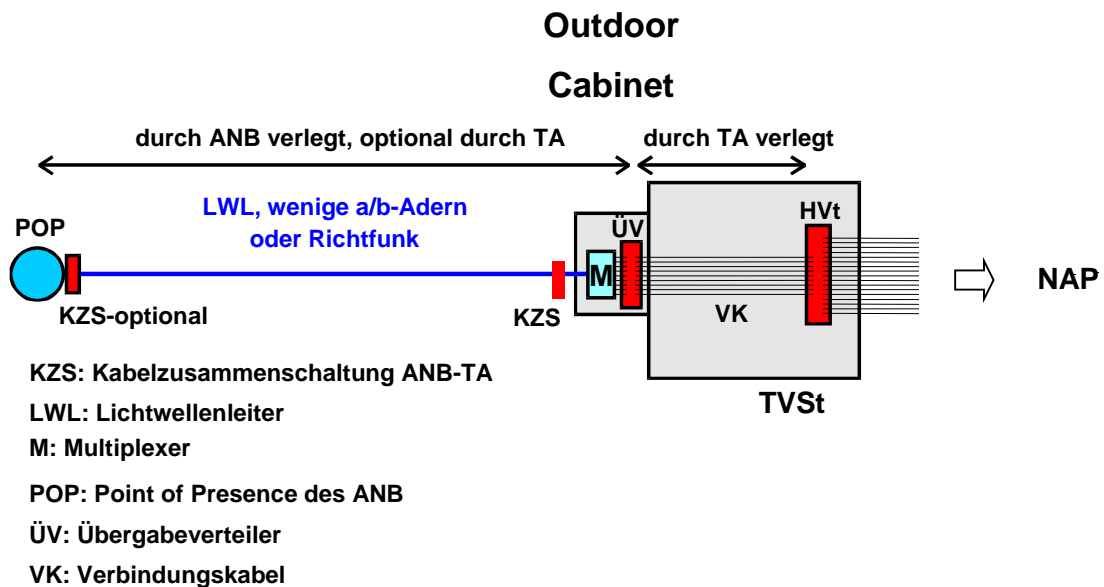 Outdoor
Cabinet
durch ANB verlegt, optional durch TA
durch TA verlegt
LWL, wenige a/b-Adern
oder Richtfunk
POP
ÜV
HVt
M
NAP
KZS-optional
KZS
VK
TVSt
KZS: Kabelzusammenschaltung ANB-TA
LWL: Lichtwellenleiter
M: Multiplexer
POP: Point of Presence des ANB
ÜV: Übergabeverteiler
VK: Verbindungskabel